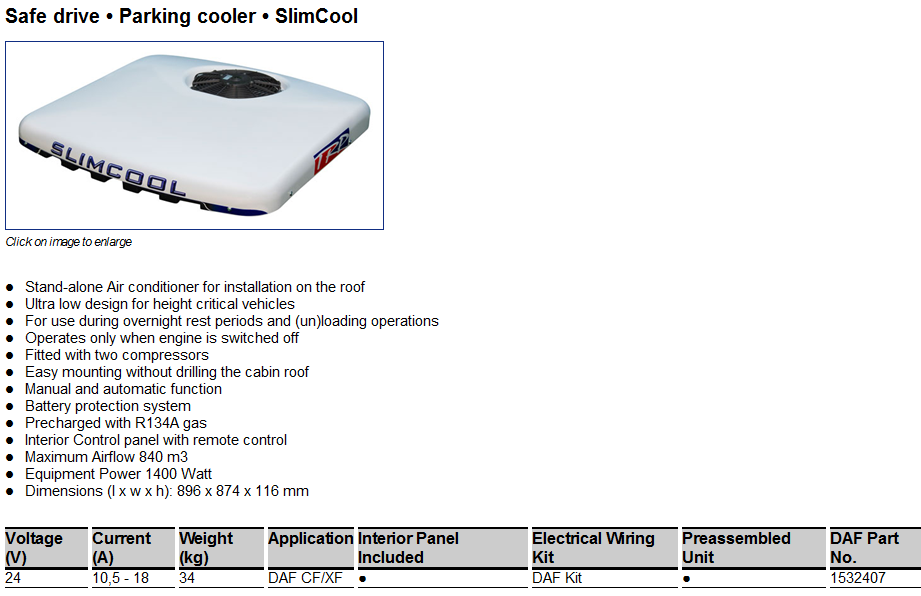 Safe drive • Parking cooler • SlimCool
SLIMCOOL
Click on image to enlarge
● Stand-alone Air conditioner for installation on the roof
● Ultra low design for height critical vehicles
● For use during overnight rest periods and (un)loading operations
● Operates only when engine is switched off
● Fitted with two compressors
● Easy mounting without drilling the cabin roof
● Manual and automatic function
● Battery protection system
● Precharged with R134A gas
● Interior Control panel with remote control
● Maximum Airflow 840 m3
● Equipment Power 1400 Watt
● Dimensions (l x w x h): 896 x 874 x 116 mm
Voltage (V) Current (A) Weight (kg) Application Interior Panel Included Electrical Wiring Kit Preassembled Unit DAF Part No.
24 10,5 - 18 34 DAF CF/XF ● DAF Kit ● 1532407